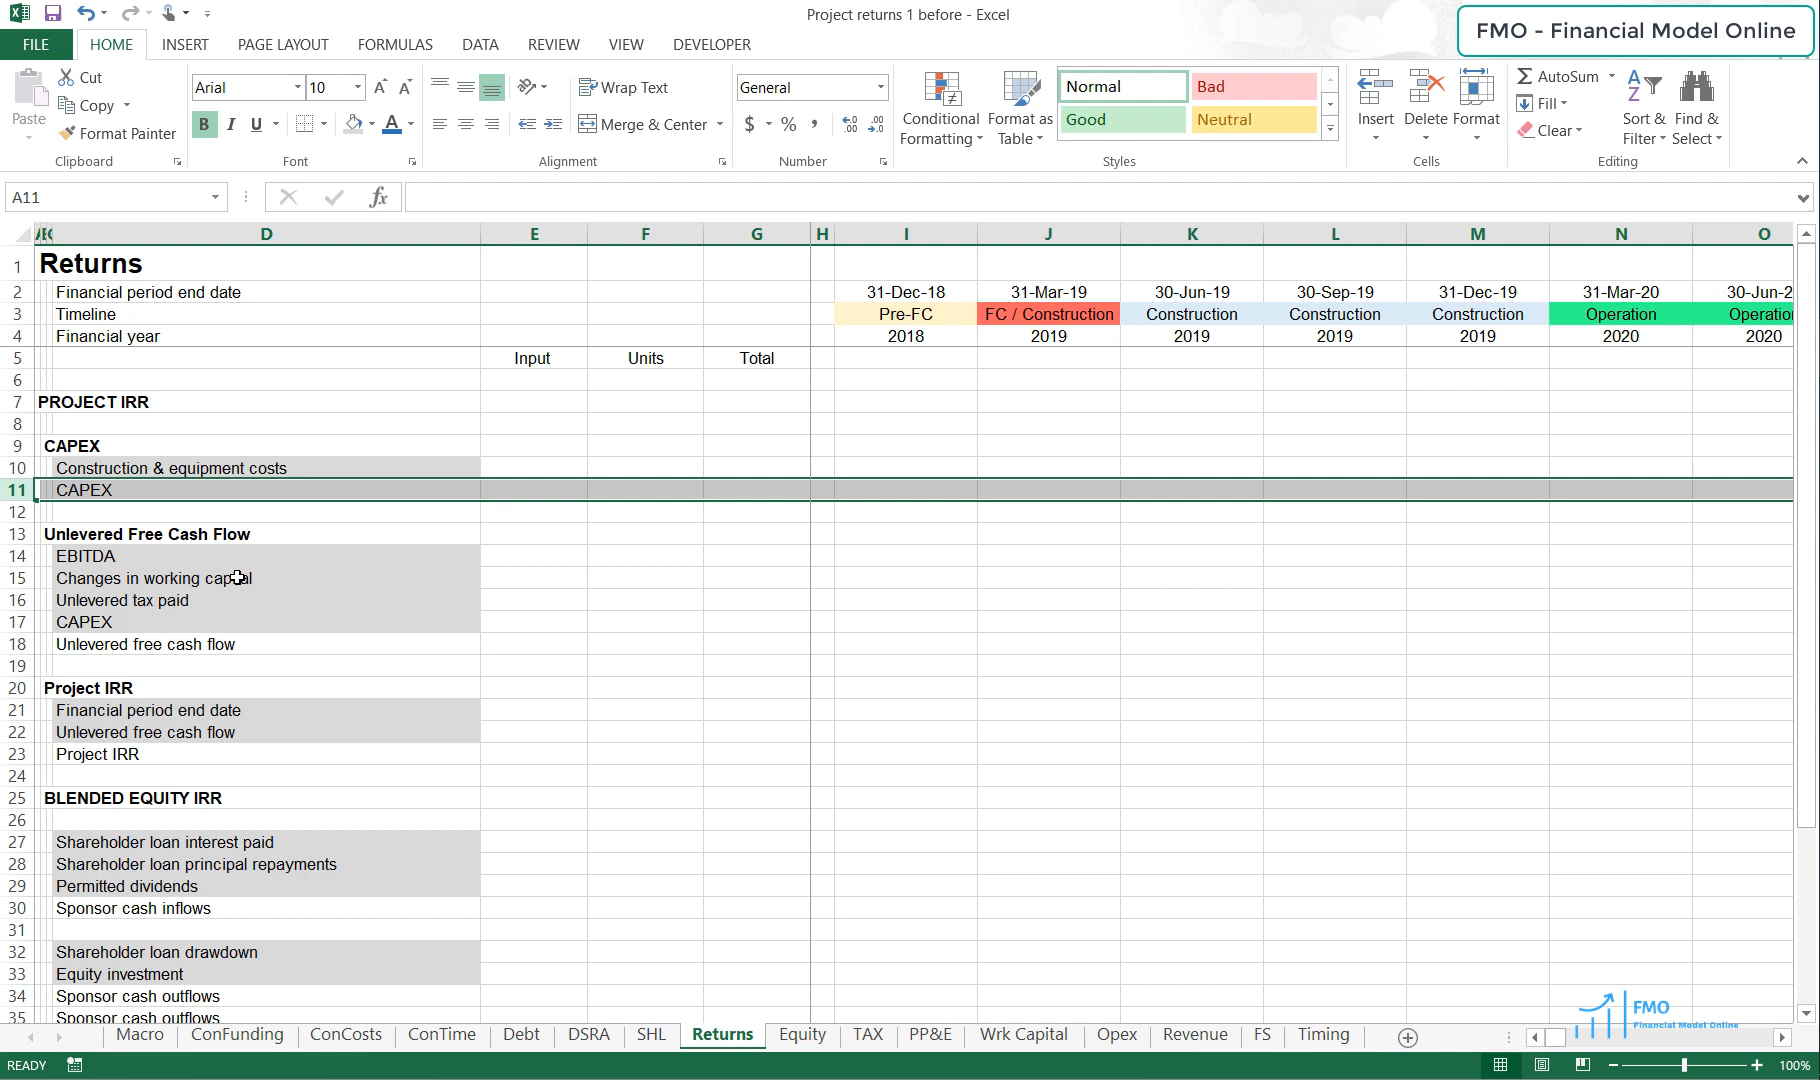 Project returns 1 before - Excel
FMO - Financial Model Online
FILE HOME INSERT PAGE LAYOUT FORMULAS DATA REVIEW VIEW DEVELOPER
Paste
Cut
Copy
Format Painter
Clipboard
Arial 10
B I U
Font
Wrap Text
Merge & Center
Alignment
General
$ % ,
Number
Conditional Formatting
Format as Table
Normal Bad
Good Neutral
Styles
Insert Delete Format
Cells
AutoSum
Fill
Clear
Sort & Filter
Find & Select
Editing
A11
fx
D E F G H I J K L M N O
1 Returns
2 Financial period end date 31-Dec-18 31-Mar-19 30-Jun-19 30-Sep-19 31-Dec-19 31-Mar-20 30-Jun-2
3 Timeline Pre-FC FC / Construction Construction Construction Construction Operation Operatio
4 Financial year 2018 2019 2019 2019 2019 2020 2020
5 Input Units Total
6
7 PROJECT IRR
8
9 CAPEX
10 Construction & equipment costs
11 CAPEX
12
13 Unlevered Free Cash Flow
14 EBITDA
15 Changes in working capital
16 Unlevered tax paid
17 CAPEX
18 Unlevered free cash flow
19
20 Project IRR
21 Financial period end date
22 Unlevered free cash flow
23 Project IRR
24
25 BLENDED EQUITY IRR
26
27 Shareholder loan interest paid
28 Shareholder loan principal repayments
29 Permitted dividends
30 Sponsor cash inflows
31
32 Shareholder loan drawdown
33 Equity investment
34 Sponsor cash outflows
35 Sponsor cash outflows
FMO
Financial Model Online
Macro ConFunding ConCosts ConTime Debt DSRA SHL Returns Equity TAX PP&E Wrk Capital Opex Revenue FS Timing
READY 100%